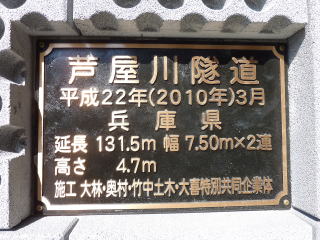 芦屋川隧道
平成22年(2010年)3月
兵庫県
延長 131.5m 幅 7.50m×2連
高さ 4.7m
施工 大林・奥村・竹中土木・大喜特別共同企業体